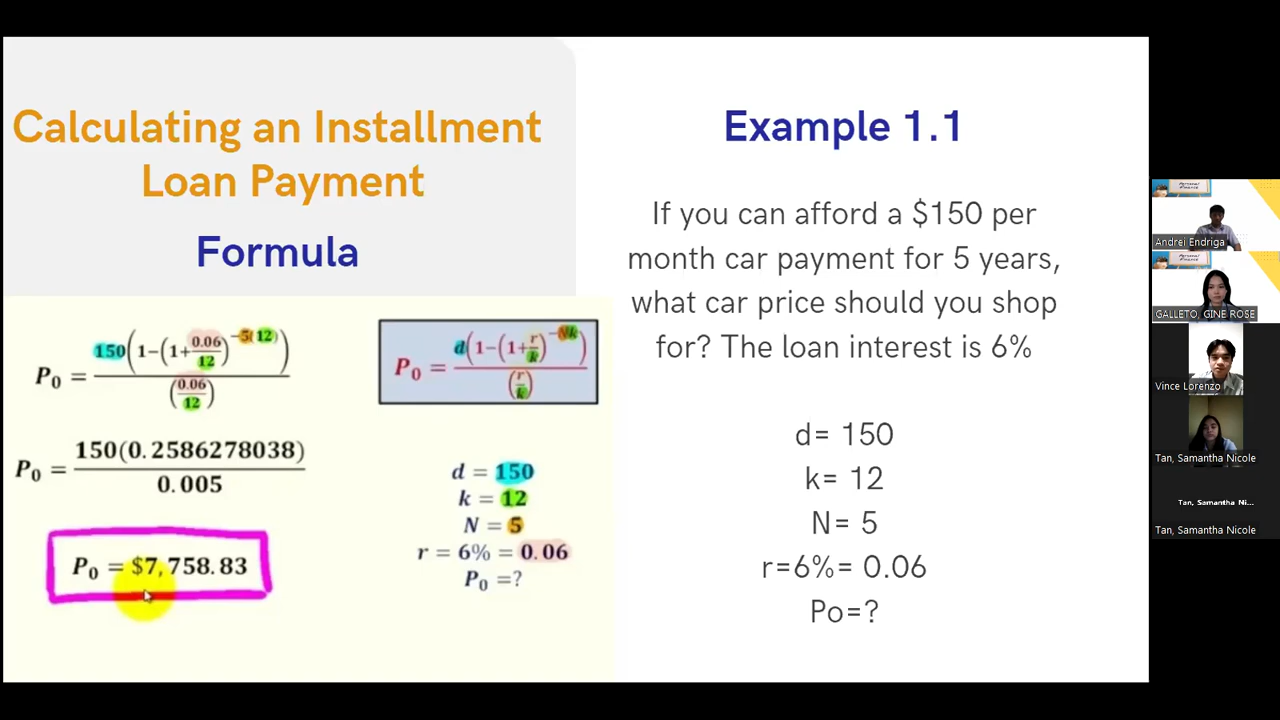 Calculating an Installment
Loan Payment
Formula
P₀ = 150(1−(1+0.06/12)^−5(12))/(0.06/12)
P₀ = d(1−(1+r/k)^−Nk)/(r/k)
P₀ = 150(0.2586278038)/0.005
P₀ = $7,758.83
d = 150
k = 12
N = 5
r = 6% = 0.06
P₀ =?
Example 1.1
If you can afford a $150 per
month car payment for 5 years,
what car price should you shop
for? The loan interest is 6%
d= 150
k= 12
N= 5
r=6%= 0.06
Po=?
Personal
Finance
Andrei Endriga
Personal
Finance
GALLETO, GINE ROSE
Vince Lorenzo
Tan, Samantha Nicole
Tan, Samantha Ni...
Tan, Samantha Nicole